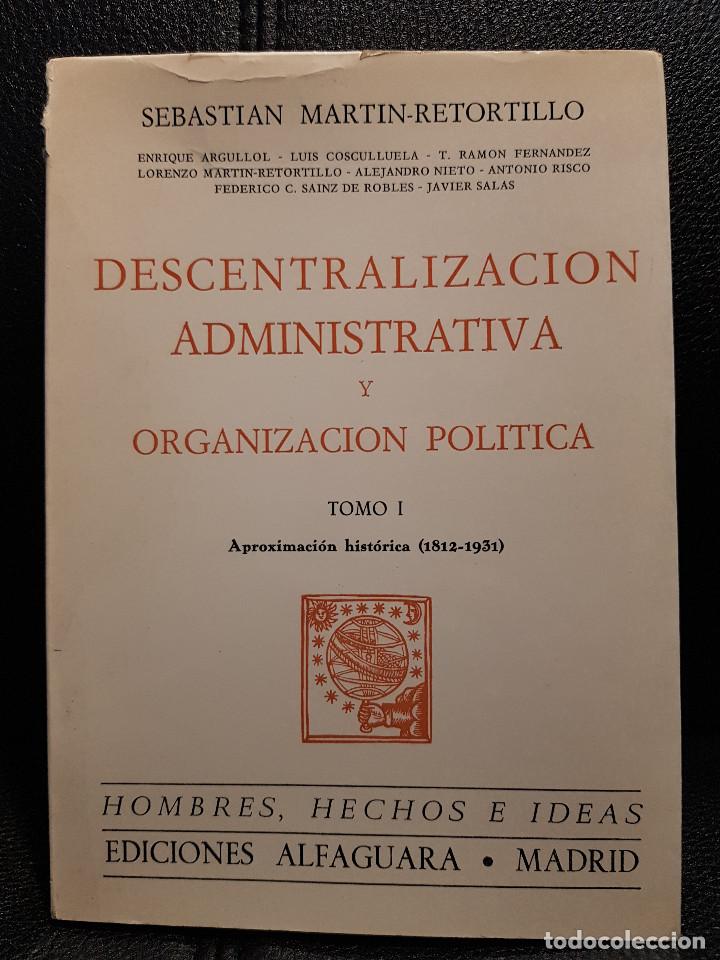 SEBASTIAN MARTIN-RETORTILLO
ENRIQUE ARGULLOL - LUIS COSCULLUELA - T. RAMON FERNANDEZ
LORENZO MARTIN-RETORTILLO - ALEJANDRO NIETO - ANTONIO RISCO
FEDERICO C. SAINZ DE ROBLES - JAVIER SALAS
DESCENTRALIZACION
ADMINISTRATIVA
Y
ORGANIZACION POLITICA
TOMO I
Aproximación histórica (1812-1931)
HOMBRES, HECHOS E IDEAS
EDICIONES ALFAGUARA • MADRID
todocoleccion